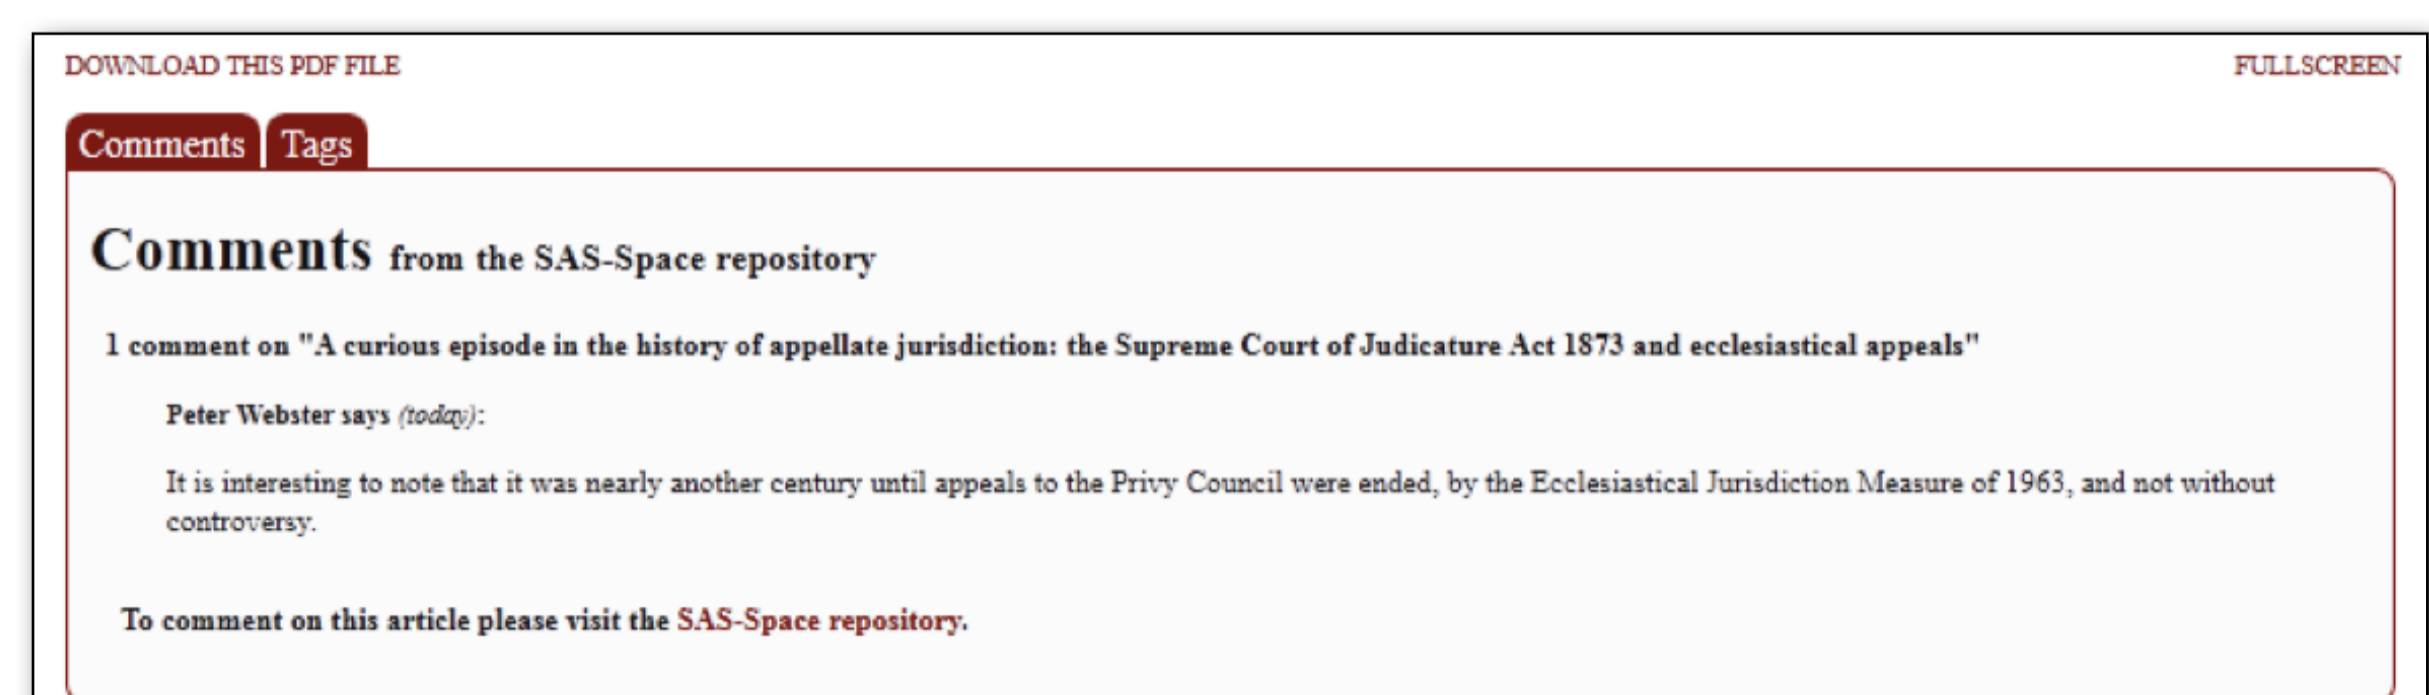 DOWNLOAD THIS PDF FILE
FULLSCREEN
Comments
Tags
Comments from the SAS-Space repository
1 comment on "A curious episode in the history of appellate jurisdiction: the Supreme Court of Judicature Act 1873 and ecclesiastical appeals"
Peter Webster says (today):
It is interesting to note that it was nearly another century until appeals to the Privy Council were ended, by the Ecclesiastical Jurisdiction Measure of 1963, and not without
controversy.
To comment on this article please visit the SAS-Space repository.